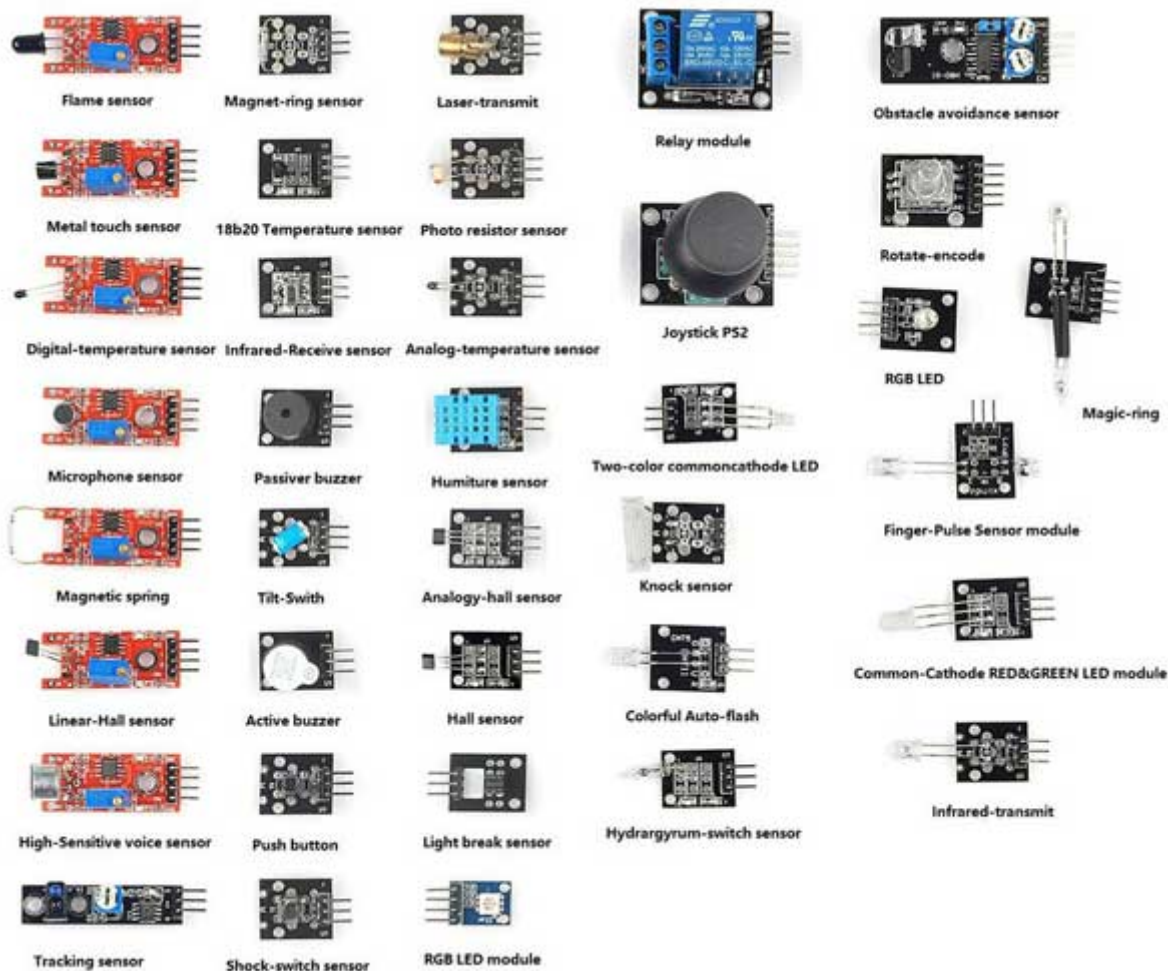 Flame sensor
Magnet-ring sensor
Laser-transmit
Relay module
Obstacle avoidance sensor
Metal touch sensor
18b20 Temperature sensor
Photo resistor sensor
Rotate-encode
Digital-temperature sensor
Infrared-Receive sensor
Analog-temperature sensor
Joystick PS2
RGB LED
Magic-ring
Microphone sensor
Passiver buzzer
Humiture sensor
Two-color commoncathode LED
Finger-Pulse Sensor module
Magnetic spring
Tilt-Swith
Analogy-hall sensor
Knock sensor
Linear-Hall sensor
Active buzzer
Hall sensor
Colorful Auto-flash
Common-Cathode RED&GREEN LED module
High-Sensitive voice sensor
Push button
Light break sensor
Hydrargyrum-switch sensor
Infrared-transmit
Tracking sensor
Shock-switch sensor
RGB LED module